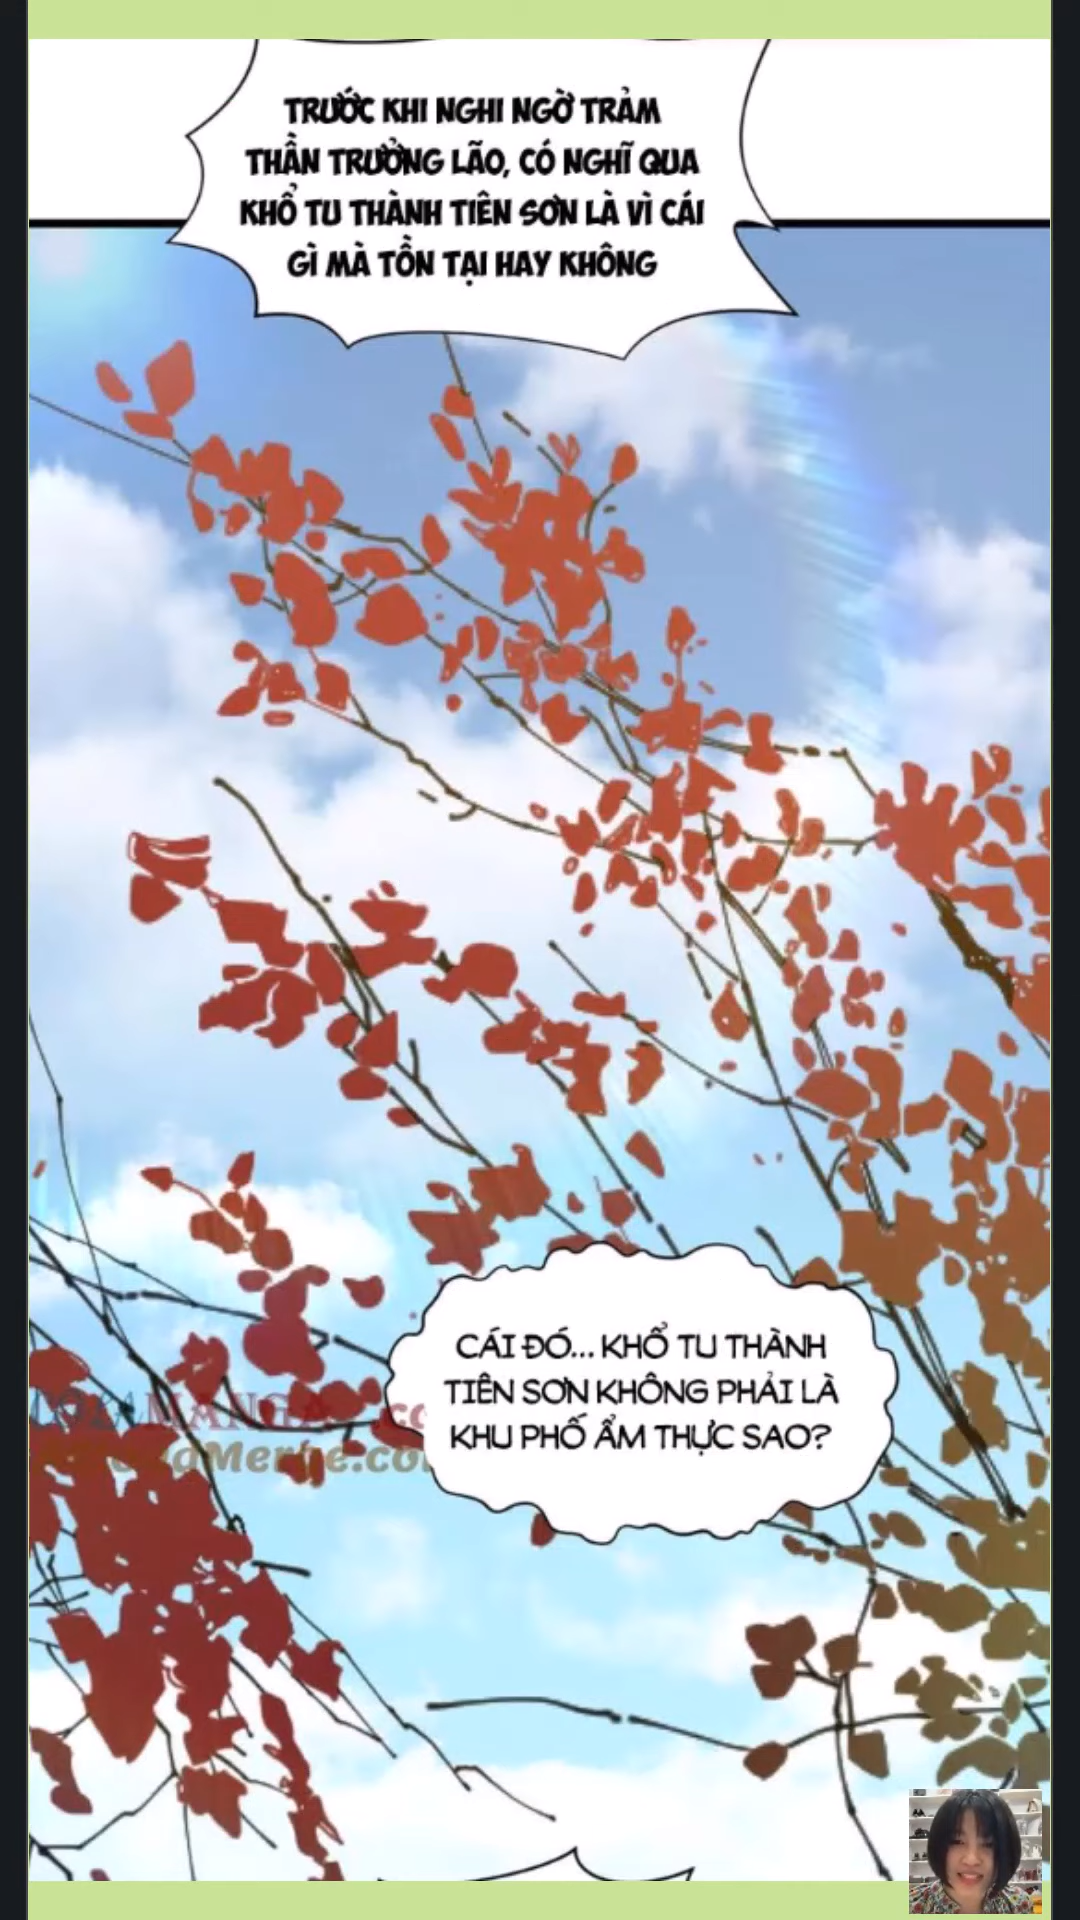 TRƯỚC KHI NGHI NGỜ TRẢM
THẦN TRƯỞNG LÃO, CÓ NGHĨ QUA
KHỔ TU THÀNH TIÊN SƠN LÀ VÌ CÁI
GÌ MÀ TỒN TẠI HAY KHÔNG
CÁI ĐÓ... KHỔ TU THÀNH
TIÊN SƠN KHÔNG PHẢI LÀ
KHU PHỐ ẨM THỰC SAO?